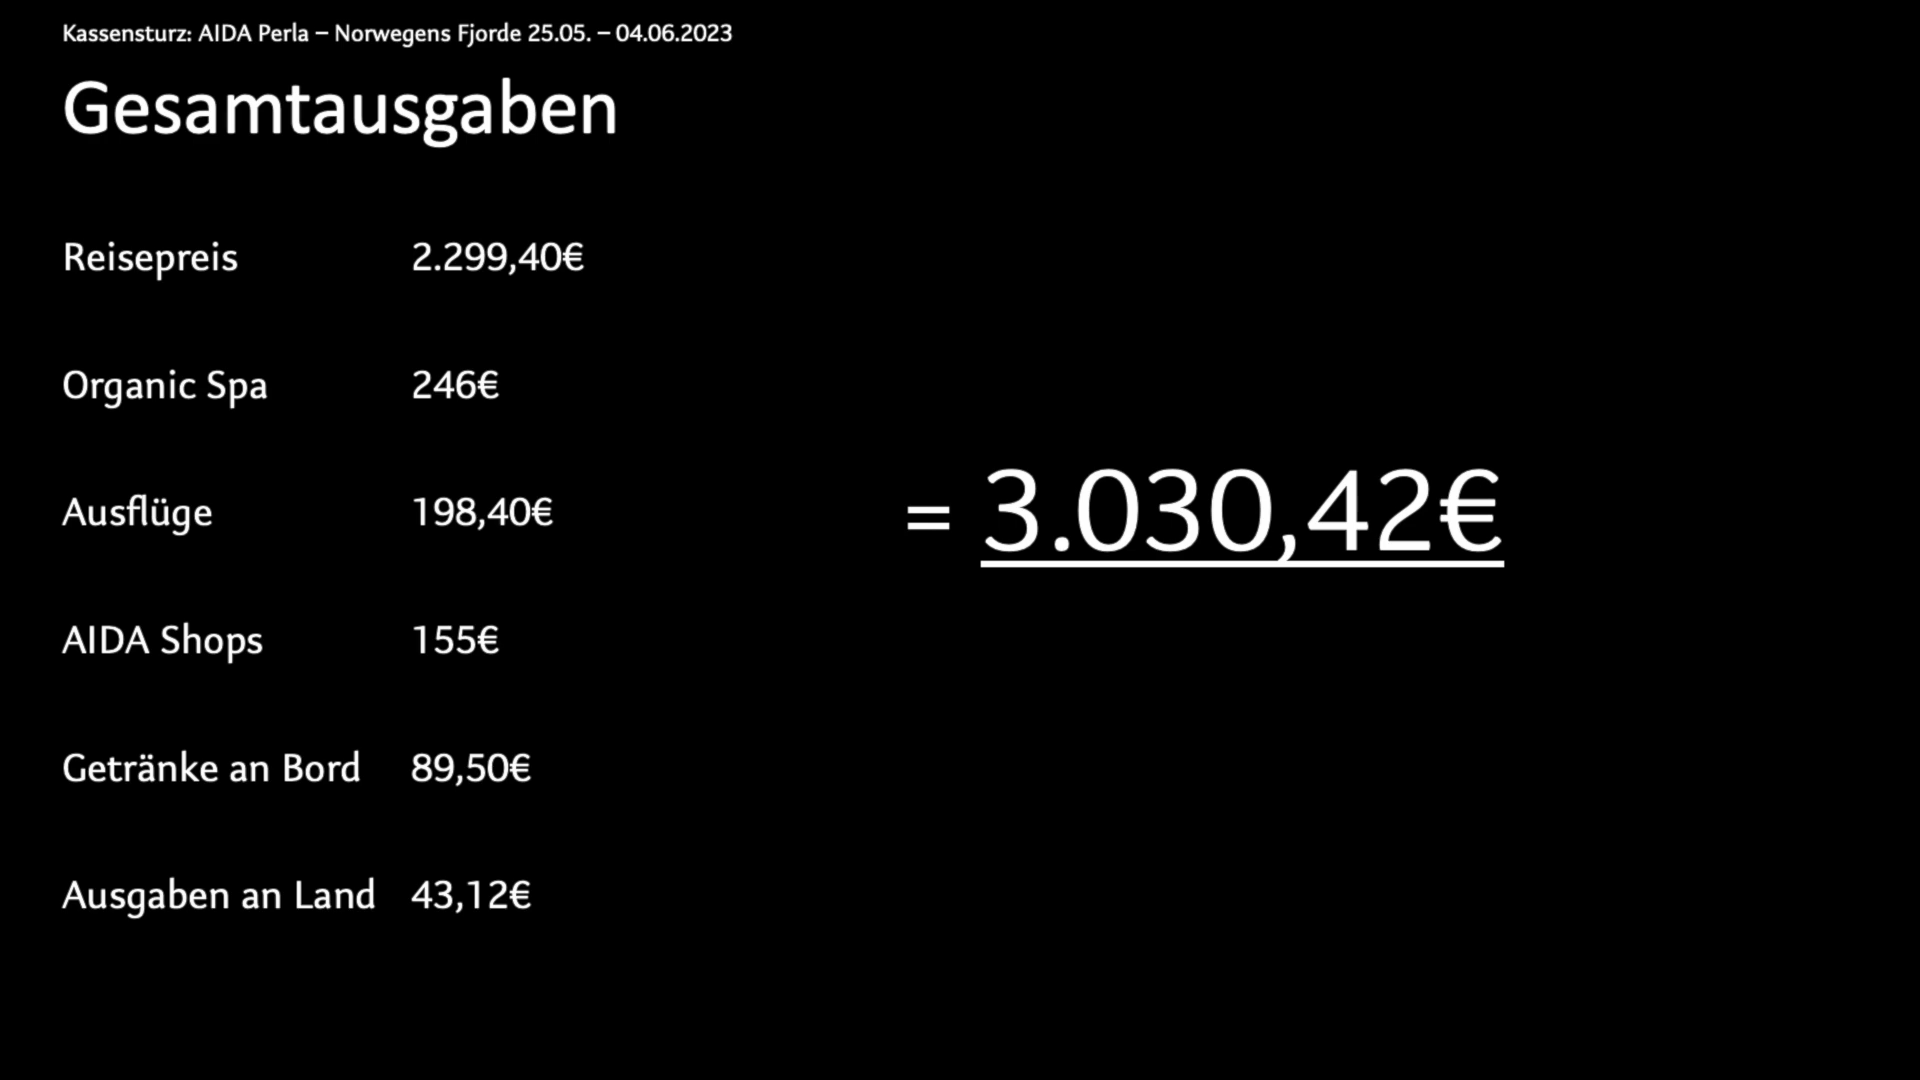 Kassensturz: AIDA Perla – Norwegens Fjorde 25.05. – 04.06.2023
Gesamtausgaben
Reisepreis 2.299,40€
Organic Spa 246€
Ausflüge 198,40€
= 3.030,42€
AIDA Shops 155€
Getränke an Bord 89,50€
Ausgaben an Land 43,12€